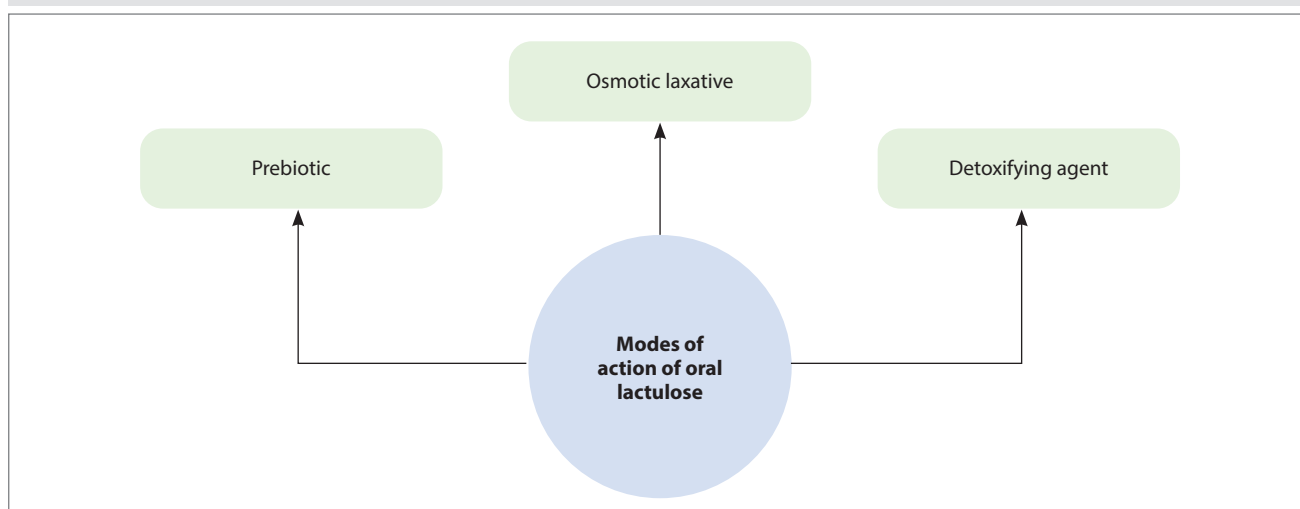 Osmotic laxative
Prebiotic
Detoxifying agent
Modes of
action of oral
lactulose